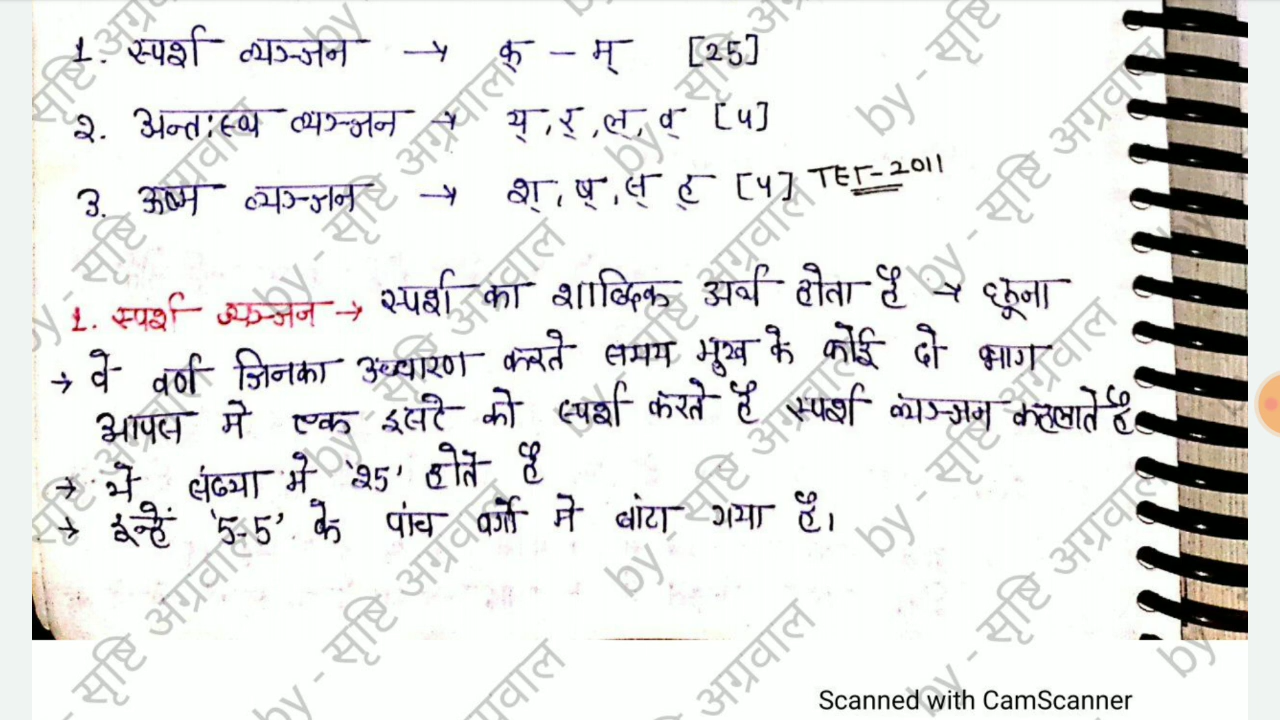 1. स्पर्श व्यञ्जन → क् – म् [25]
२. अन्तःस्थ व्यञ्जन → य्, र्, ल्, व् [4]
3. ऊष्म व्यञ्जन → श्, ष्, स् ह् [4] TET-2011
1. स्पर्श व्यञ्जन → स्पर्श का शाब्दिक अर्थ होता है → छूना
→ वे वर्ण जिनका उच्चारण करते समय मुख के कोई दो भाग
आपस में एक दूसरे को स्पर्श करते है स्पर्श व्यञ्जन कहलाते है
→ ये संख्या मे '25' होते है
→ इन्हें '5-5' के पांच वर्गो मे बांटा गया है।
by - सृष्टि अग्रवाल
Scanned with CamScanner